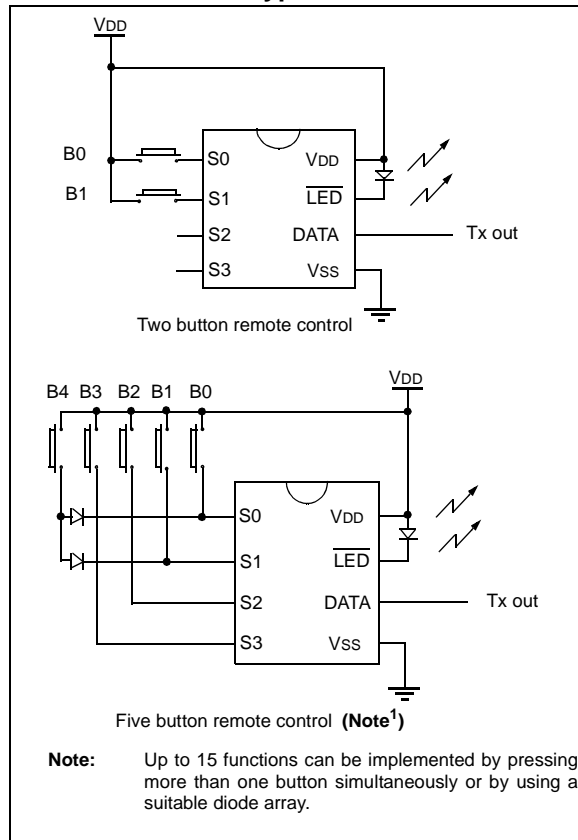 VDD
B0
S0
VDD
B1
S1
LED
S2
DATA
Tx out
S3
VSS
Two button remote control
VDD
B4 B3 B2 B1 B0
S0
VDD
S1
LED
S2
DATA
Tx out
S3
VSS
Five button remote control (Note1)
Note: Up to 15 functions can be implemented by pressing
more than one button simultaneously or by using a
suitable diode array.